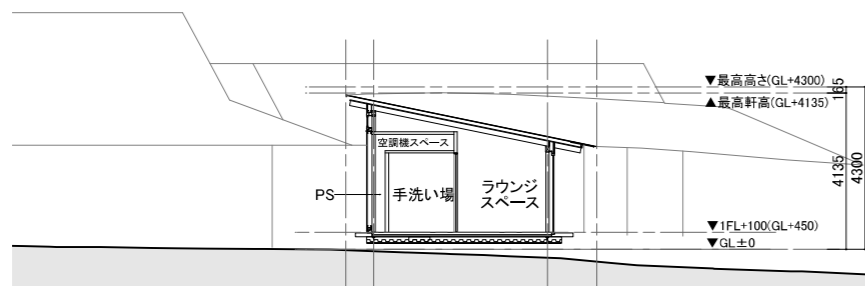 ▼最高高さ(GL+4300)
165
▲最高軒高(GL+4135)
空調機スペース
PS
手洗い場
ラウンジ
スペース
4135
4300
▼1FL+100(GL+450)
▼GL±0